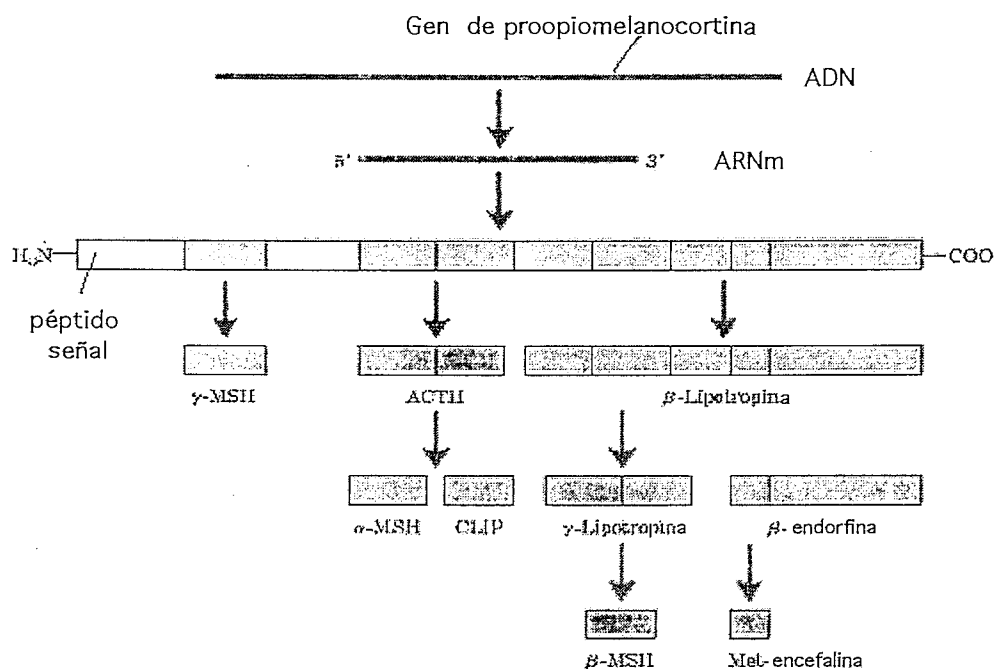 Gen de proopiomelanocortina
ADN
5' 3' ARNm
H₂N COO
péptido
señal
γ-MSH ACTH β-Lipotropina
α-MSH CLIP γ-Lipotropina β-endorfina
β-MSH Met-encefalina